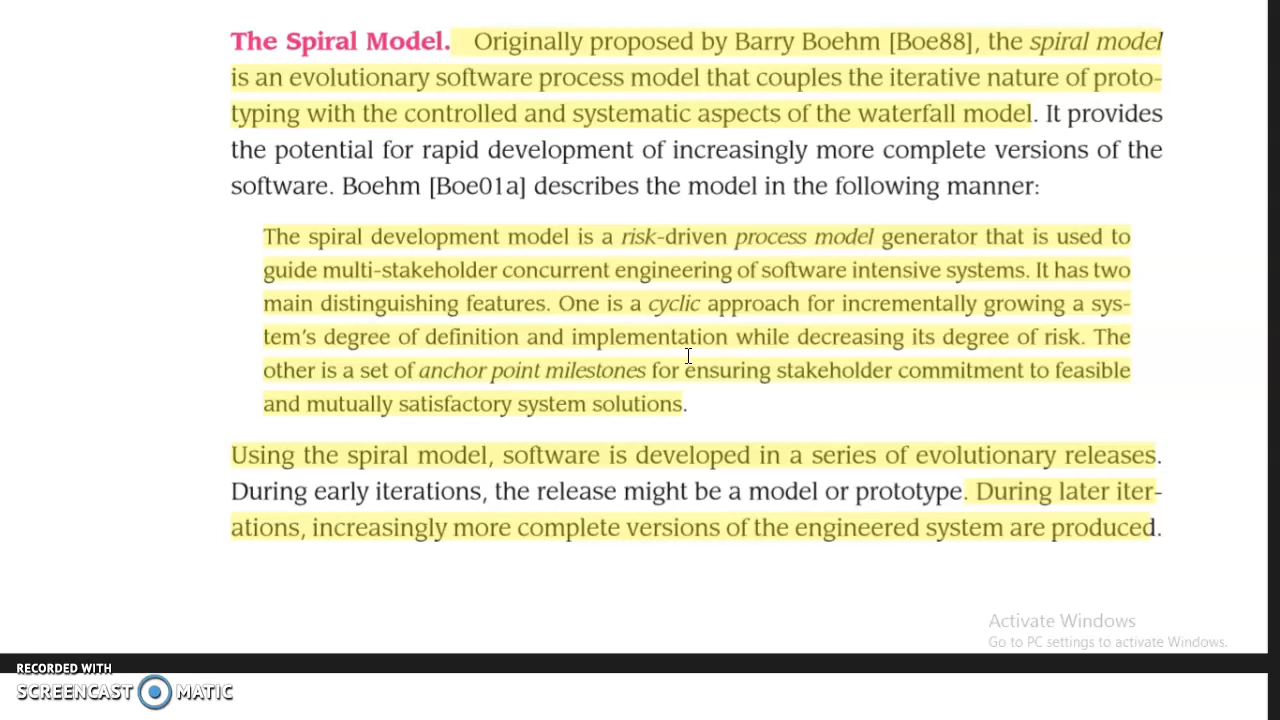 The Spiral Model. Originally proposed by Barry Boehm [Boe88], the spiral model
is an evolutionary software process model that couples the iterative nature of proto-
typing with the controlled and systematic aspects of the waterfall model. It provides
the potential for rapid development of increasingly more complete versions of the
software. Boehm [Boe01a] describes the model in the following manner:
The spiral development model is a risk-driven process model generator that is used to
guide multi-stakeholder concurrent engineering of software intensive systems. It has two
main distinguishing features. One is a cyclic approach for incrementally growing a sys-
tem's degree of definition and implementation while decreasing its degree of risk. The
other is a set of anchor point milestones for ensuring stakeholder commitment to feasible
and mutually satisfactory system solutions.
Using the spiral model, software is developed in a series of evolutionary releases.
During early iterations, the release might be a model or prototype. During later iter-
ations, increasingly more complete versions of the engineered system are produced.
Activate Windows
Go to PC settings to activate Windows.
RECORDED WITH
SCREENCAST MATIC